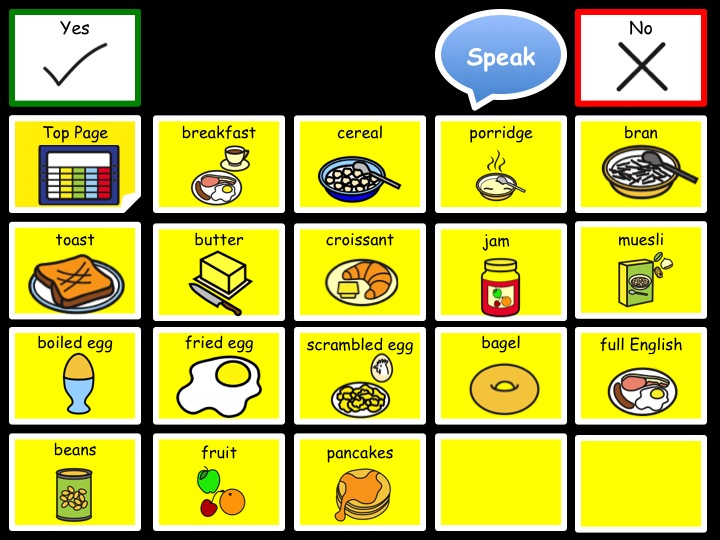 Yes
Speak
No
Top Page
breakfast
cereal
porridge
bran
toast
butter
croissant
jam
muesli
boiled egg
fried egg
scrambled egg
bagel
full English
beans
fruit
pancakes